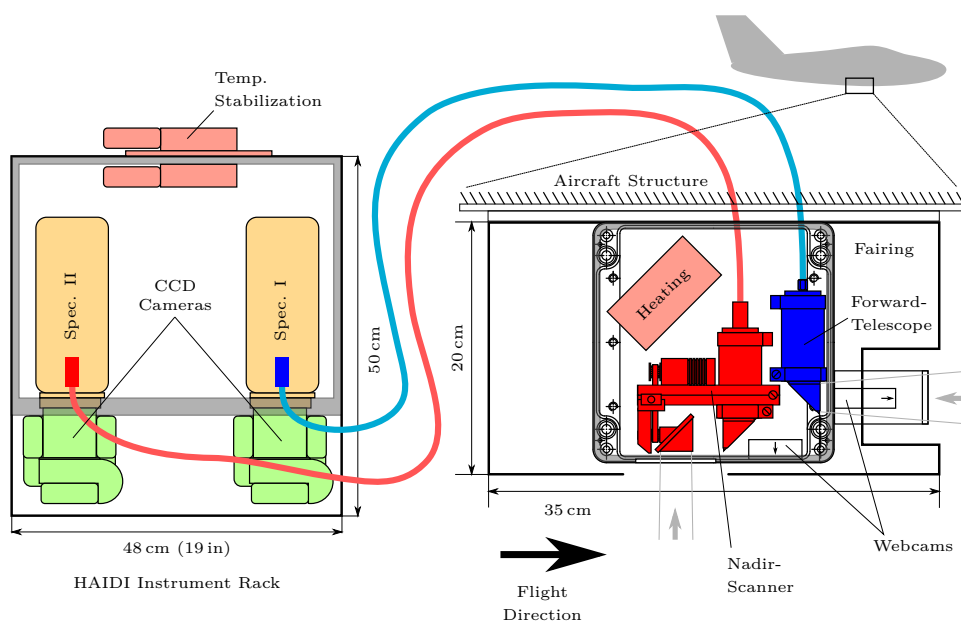 Temp.
Stabilization
Aircraft Structure
Fairing
CCD
Cameras
Spec. II
Spec. I
Heating
Forward-
Telescope
50 cm
20 cm
35 cm
48 cm (19 in)
HAIDI Instrument Rack
Flight
Direction
Nadir-
Scanner
Webcams